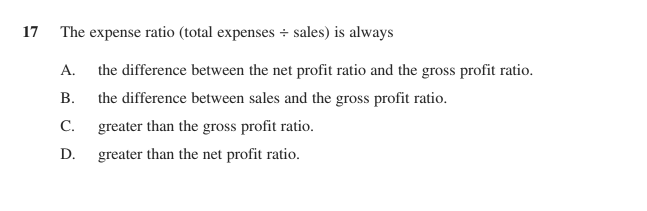 17 The expense ratio (total expenses ÷ sales) is always
A. the difference between the net profit ratio and the gross profit ratio.
B. the difference between sales and the gross profit ratio.
C. greater than the gross profit ratio.
D. greater than the net profit ratio.